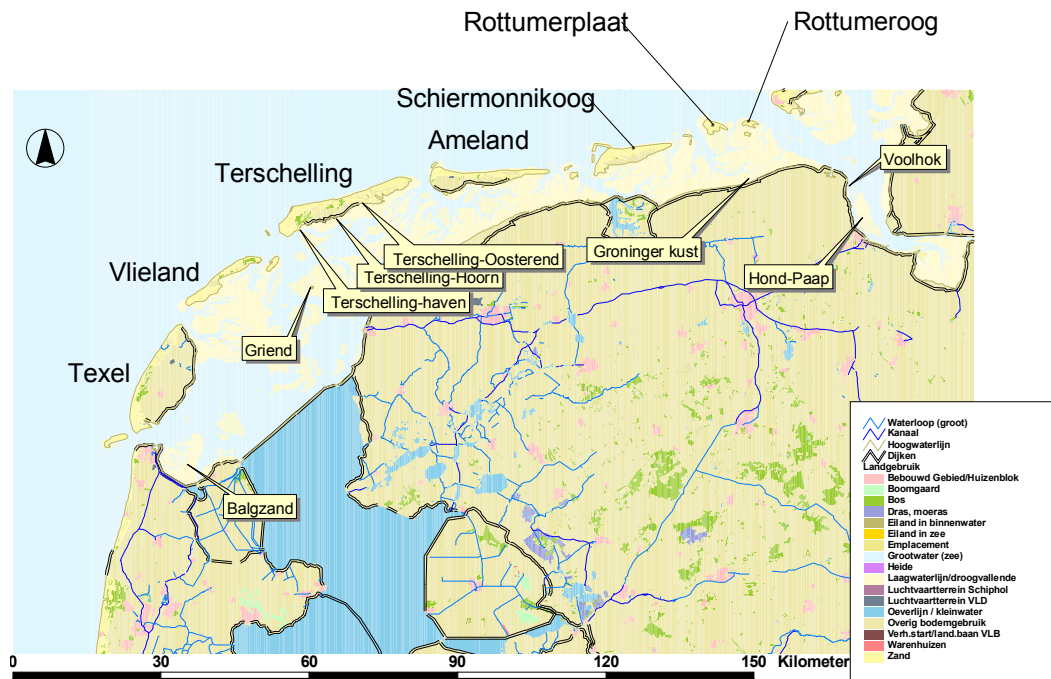 Rottumerplaat
Rottumeroog
Schiermonnikoog
Ameland
Terschelling
Voolhok
Terschelling-Oosterend
Groninger kust
Terschelling-Hoorn
Hond-Paap
Vlieland
Terschelling-haven
Griend
Texel
Balgzand
Waterloop (groot)
Kanaal
Hoogwaterlijn
Dijken
Landgebruik
Bebouwd Gebied/Huizenblok
Boomgaard
Bos
Dras, moeras
Eiland in binnenwater
Eiland in zee
Emplacement
Grootwater (zee)
Heide
Laagwaterlijn/droogvallende
Luchtvaartterrein Schiphol
Luchtvaartterrein VLD
Oeverlijn / kleinwater
Overig bodemgebruik
Verh.start/land.baan VLB
Warenhuizen
Zand
0 30 60 90 120 150 Kilometer